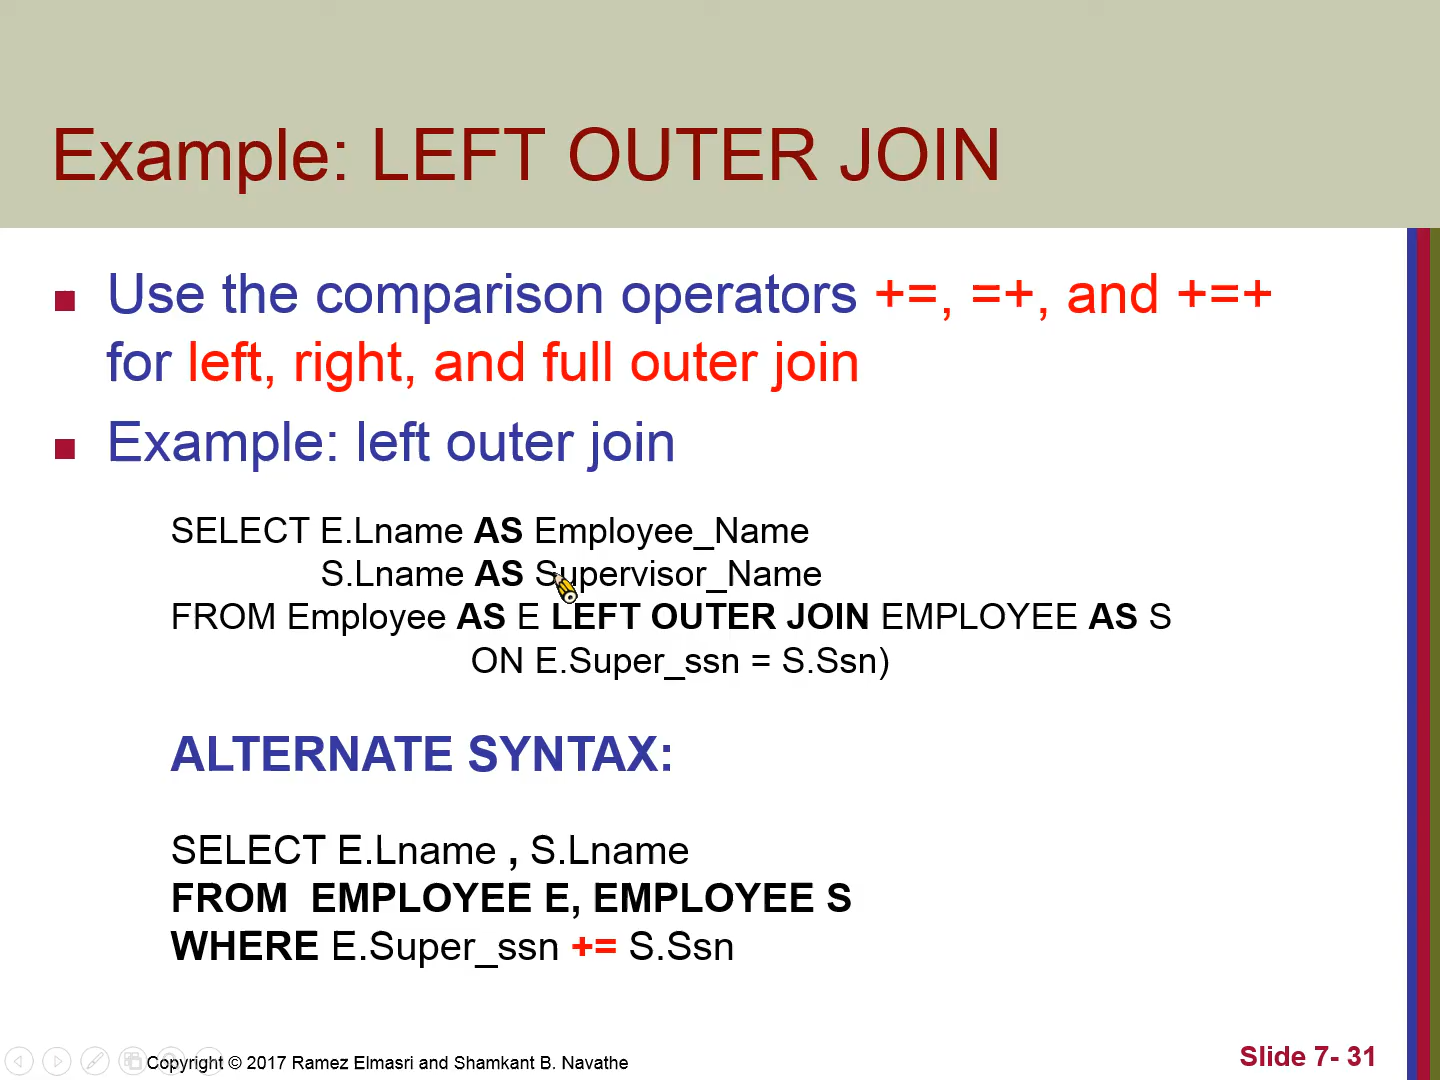 Example: LEFT OUTER JOIN
Use the comparison operators +=, =+, and +=+
for left, right, and full outer join
Example: left outer join
SELECT E.Lname AS Employee_Name
S.Lname AS Supervisor_Name
FROM Employee AS E LEFT OUTER JOIN EMPLOYEE AS S
ON E.Super_ssn = S.Ssn)
ALTERNATE SYNTAX:
SELECT E.Lname , S.Lname
FROM EMPLOYEE E, EMPLOYEE S
WHERE E.Super_ssn += S.Ssn
Copyright © 2017 Ramez Elmasri and Shamkant B. Navathe
Slide 7- 31